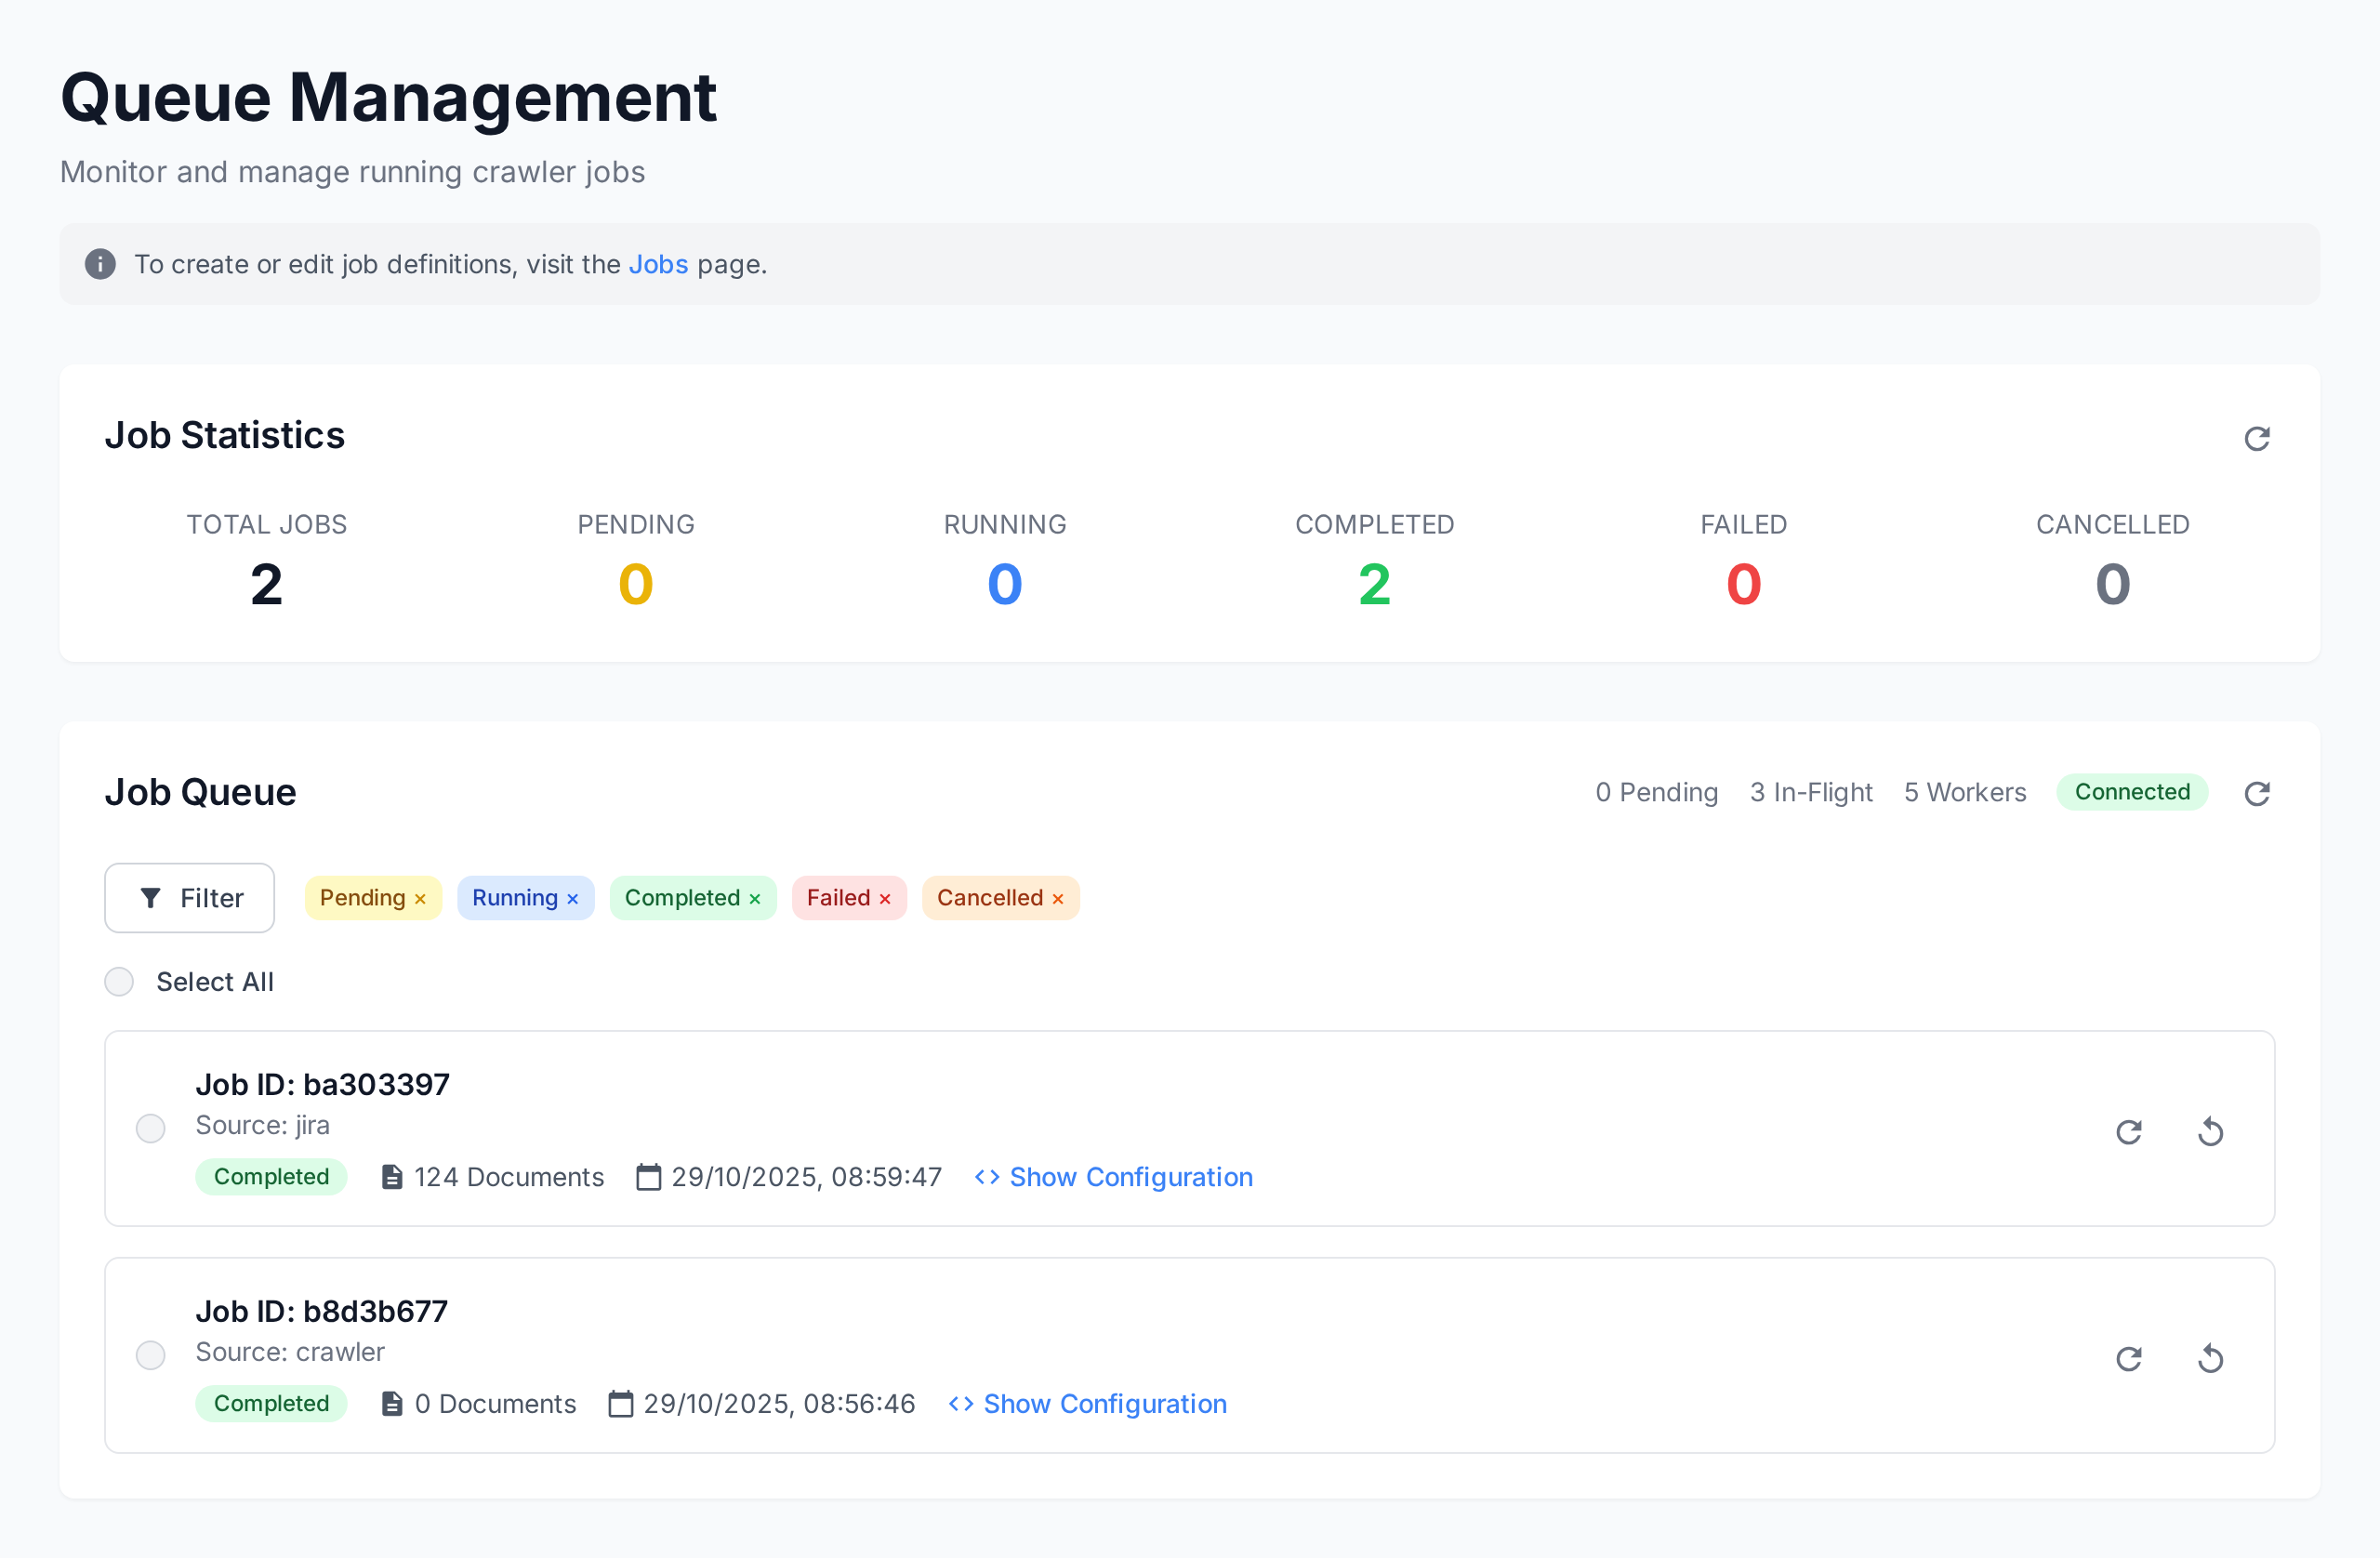 Queue Management
Monitor and manage running crawler jobs
To create or edit job definitions, visit the Jobs page.
Job Statistics
TOTAL JOBS PENDING RUNNING COMPLETED FAILED CANCELLED
2 0 0 2 0 0
Job Queue 0 Pending 3 In-Flight 5 Workers Connected
Filter Pending × Running × Completed × Failed × Cancelled ×
Select All
Job ID: ba303397
Source: jira
Completed 124 Documents 29/10/2025, 08:59:47 <> Show Configuration
Job ID: b8d3b677
Source: crawler
Completed 0 Documents 29/10/2025, 08:56:46 <> Show Configuration